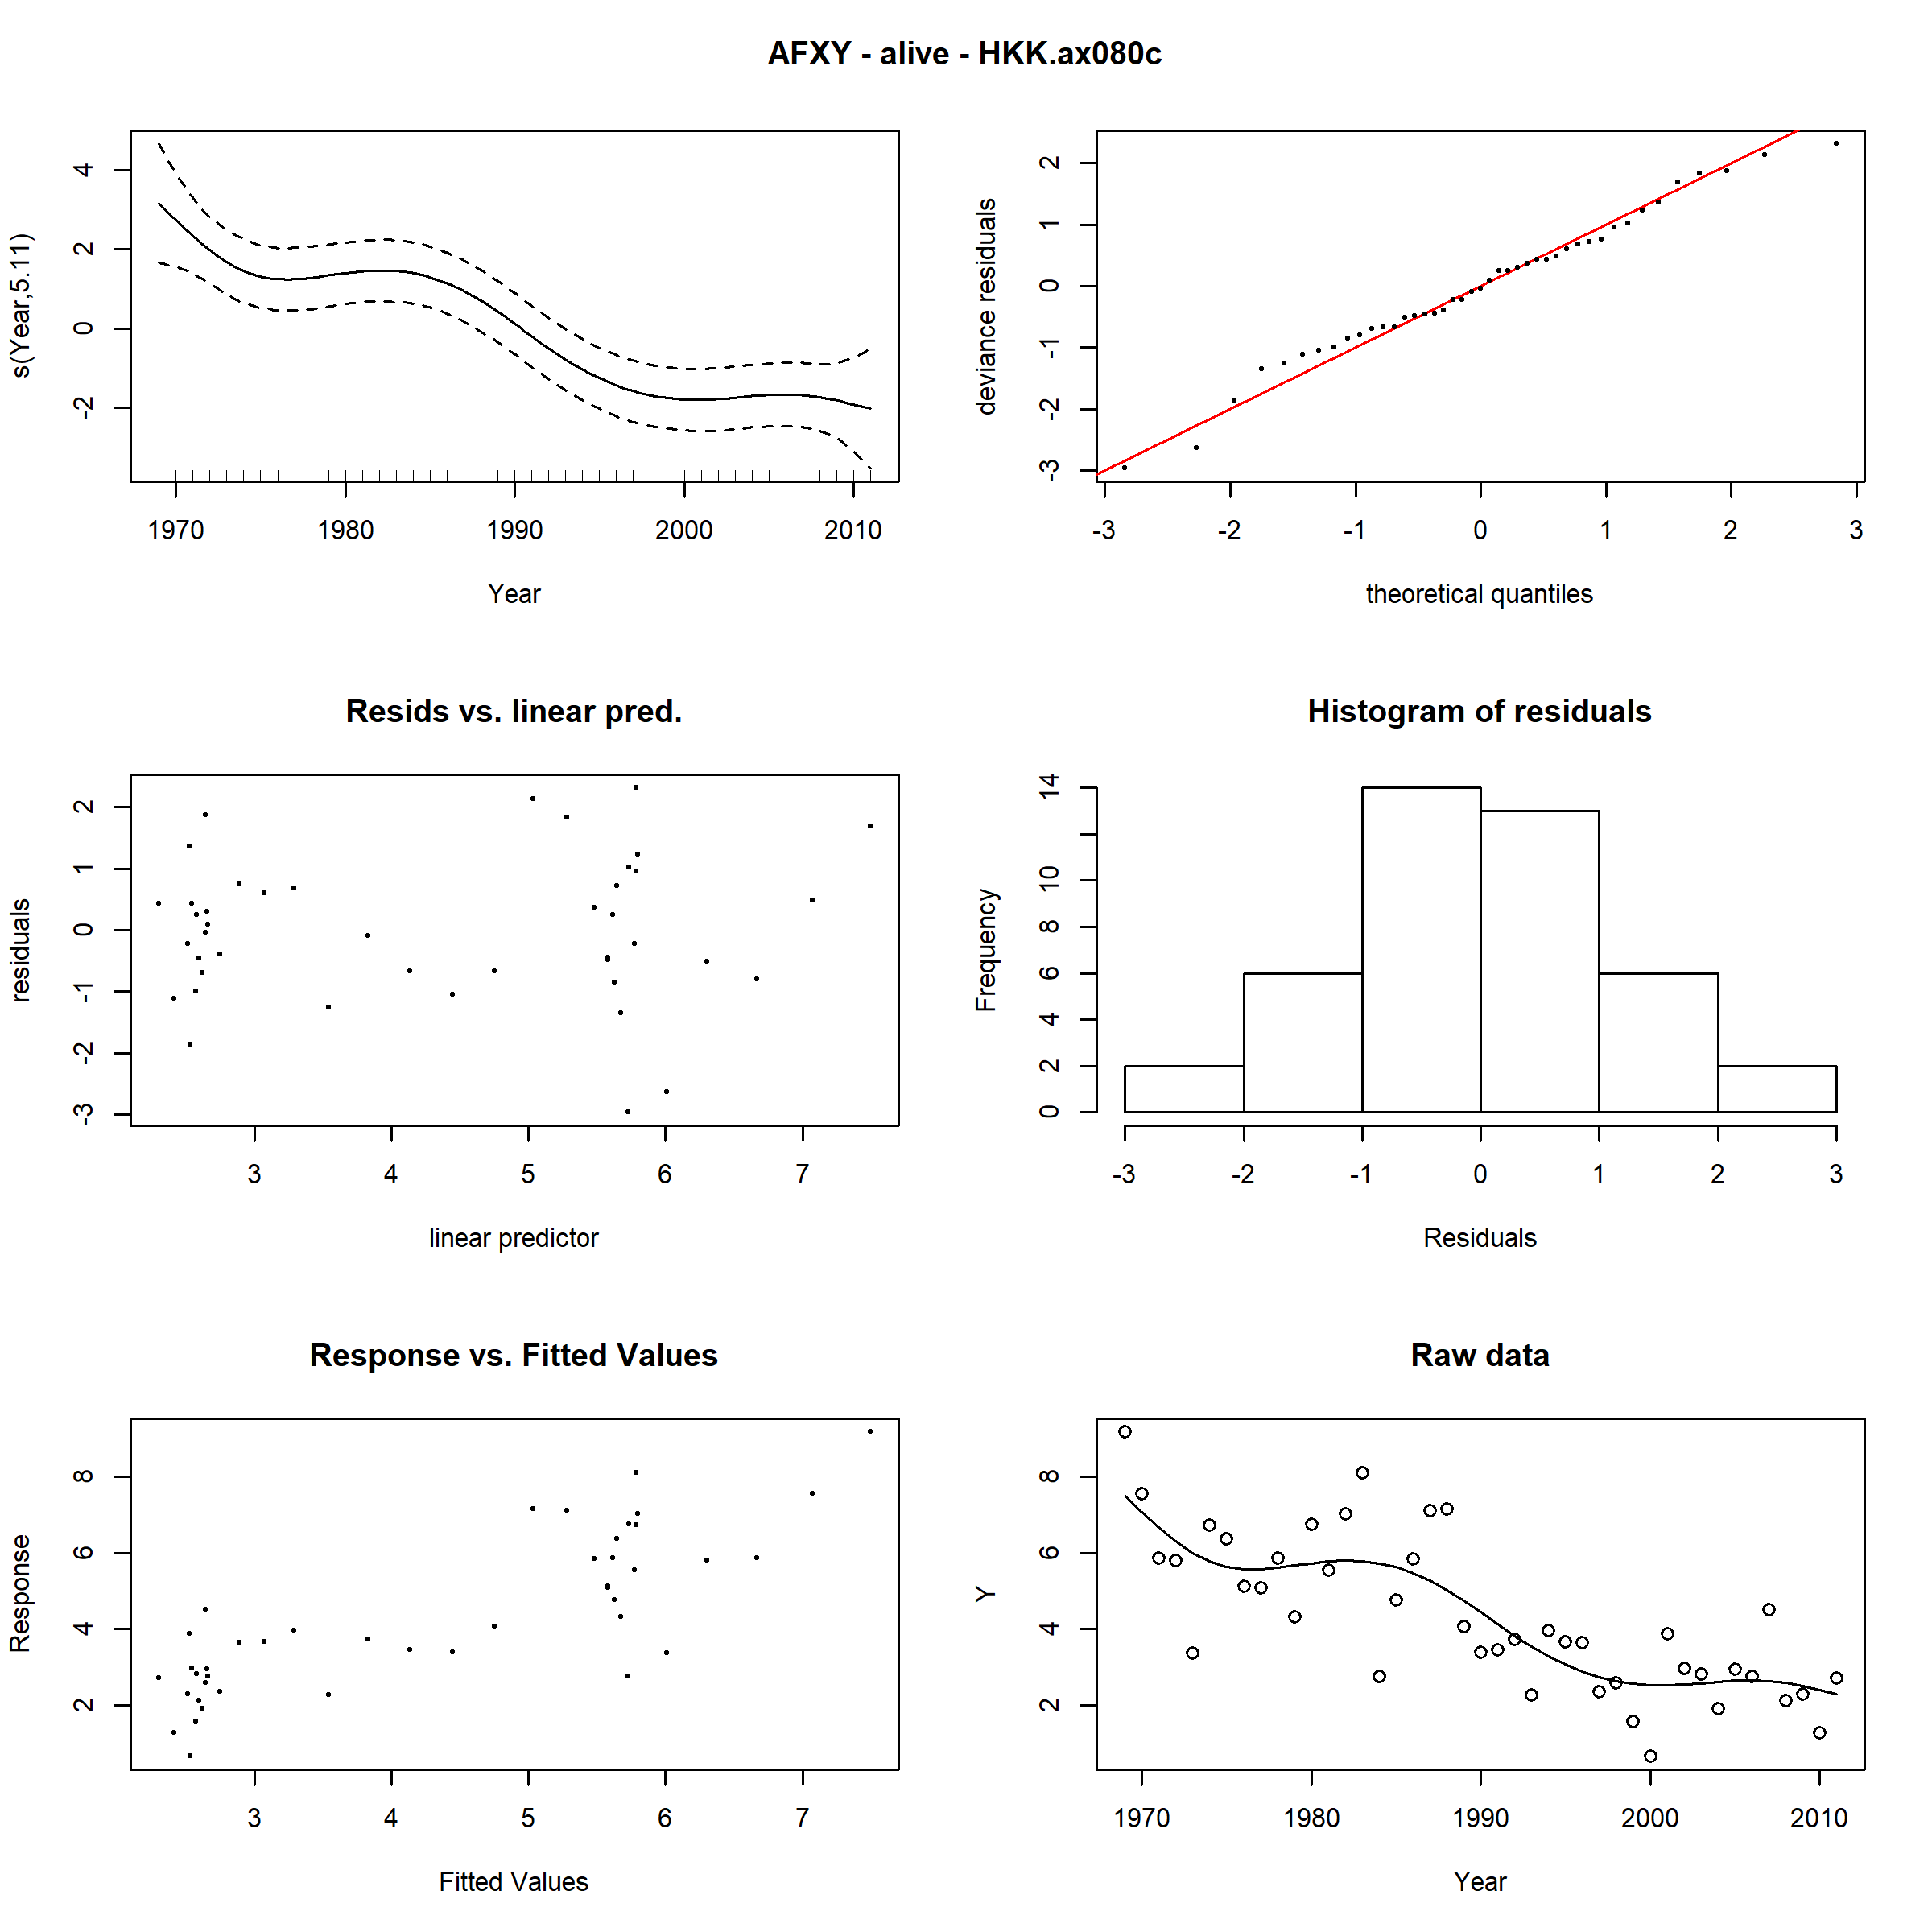 AFXY - alive - HKK.ax080c
s(Year,5.11)
4
2
0
-2
1970 1980 1990 2000 2010
Year
deviance residuals
2
1
0
-1
-2
-3
-3 -2 -1 0 1 2 3
theoretical quantiles
Resids vs. linear pred.
residuals
2
1
0
-1
-2
-3
3 4 5 6 7
linear predictor
Histogram of residuals
Frequency
14
10
8
6
4
2
0
-3 -2 -1 0 1 2 3
Residuals
Response vs. Fitted Values
Response
8
6
4
2
3 4 5 6 7
Fitted Values
Raw data
Y
8
6
4
2
1970 1980 1990 2000 2010
Year